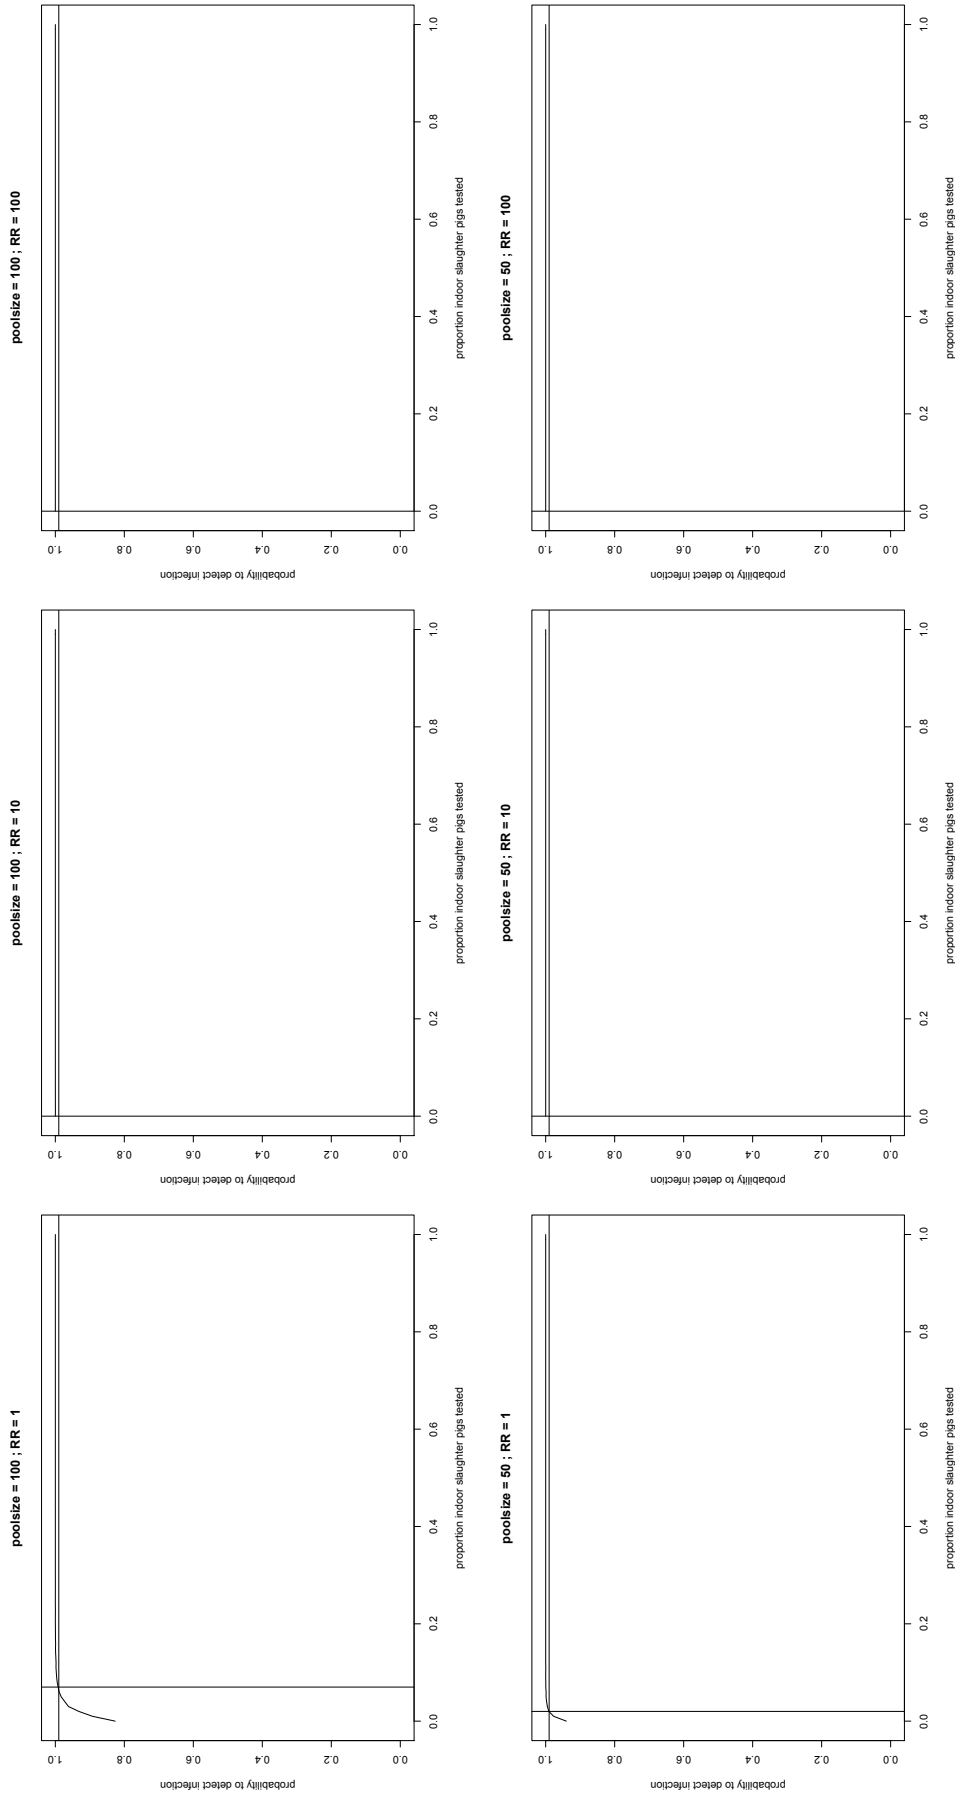 poolsize = 100 ; RR = 1
probability to detect infection
0.0 0.2 0.4 0.6 0.8 1.0
0.0 0.2 0.4 0.6 0.8 1.0
proportion indoor slaughter pigs tested
poolsize = 100 ; RR = 10
probability to detect infection
0.0 0.2 0.4 0.6 0.8 1.0
0.0 0.2 0.4 0.6 0.8 1.0
proportion indoor slaughter pigs tested
poolsize = 100 ; RR = 100
probability to detect infection
0.0 0.2 0.4 0.6 0.8 1.0
0.0 0.2 0.4 0.6 0.8 1.0
proportion indoor slaughter pigs tested
poolsize = 50 ; RR = 1
probability to detect infection
0.0 0.2 0.4 0.6 0.8 1.0
0.0 0.2 0.4 0.6 0.8 1.0
proportion indoor slaughter pigs tested
poolsize = 50 ; RR = 10
probability to detect infection
0.0 0.2 0.4 0.6 0.8 1.0
0.0 0.2 0.4 0.6 0.8 1.0
proportion indoor slaughter pigs tested
poolsize = 50 ; RR = 100
probability to detect infection
0.0 0.2 0.4 0.6 0.8 1.0
0.0 0.2 0.4 0.6 0.8 1.0
proportion indoor slaughter pigs tested